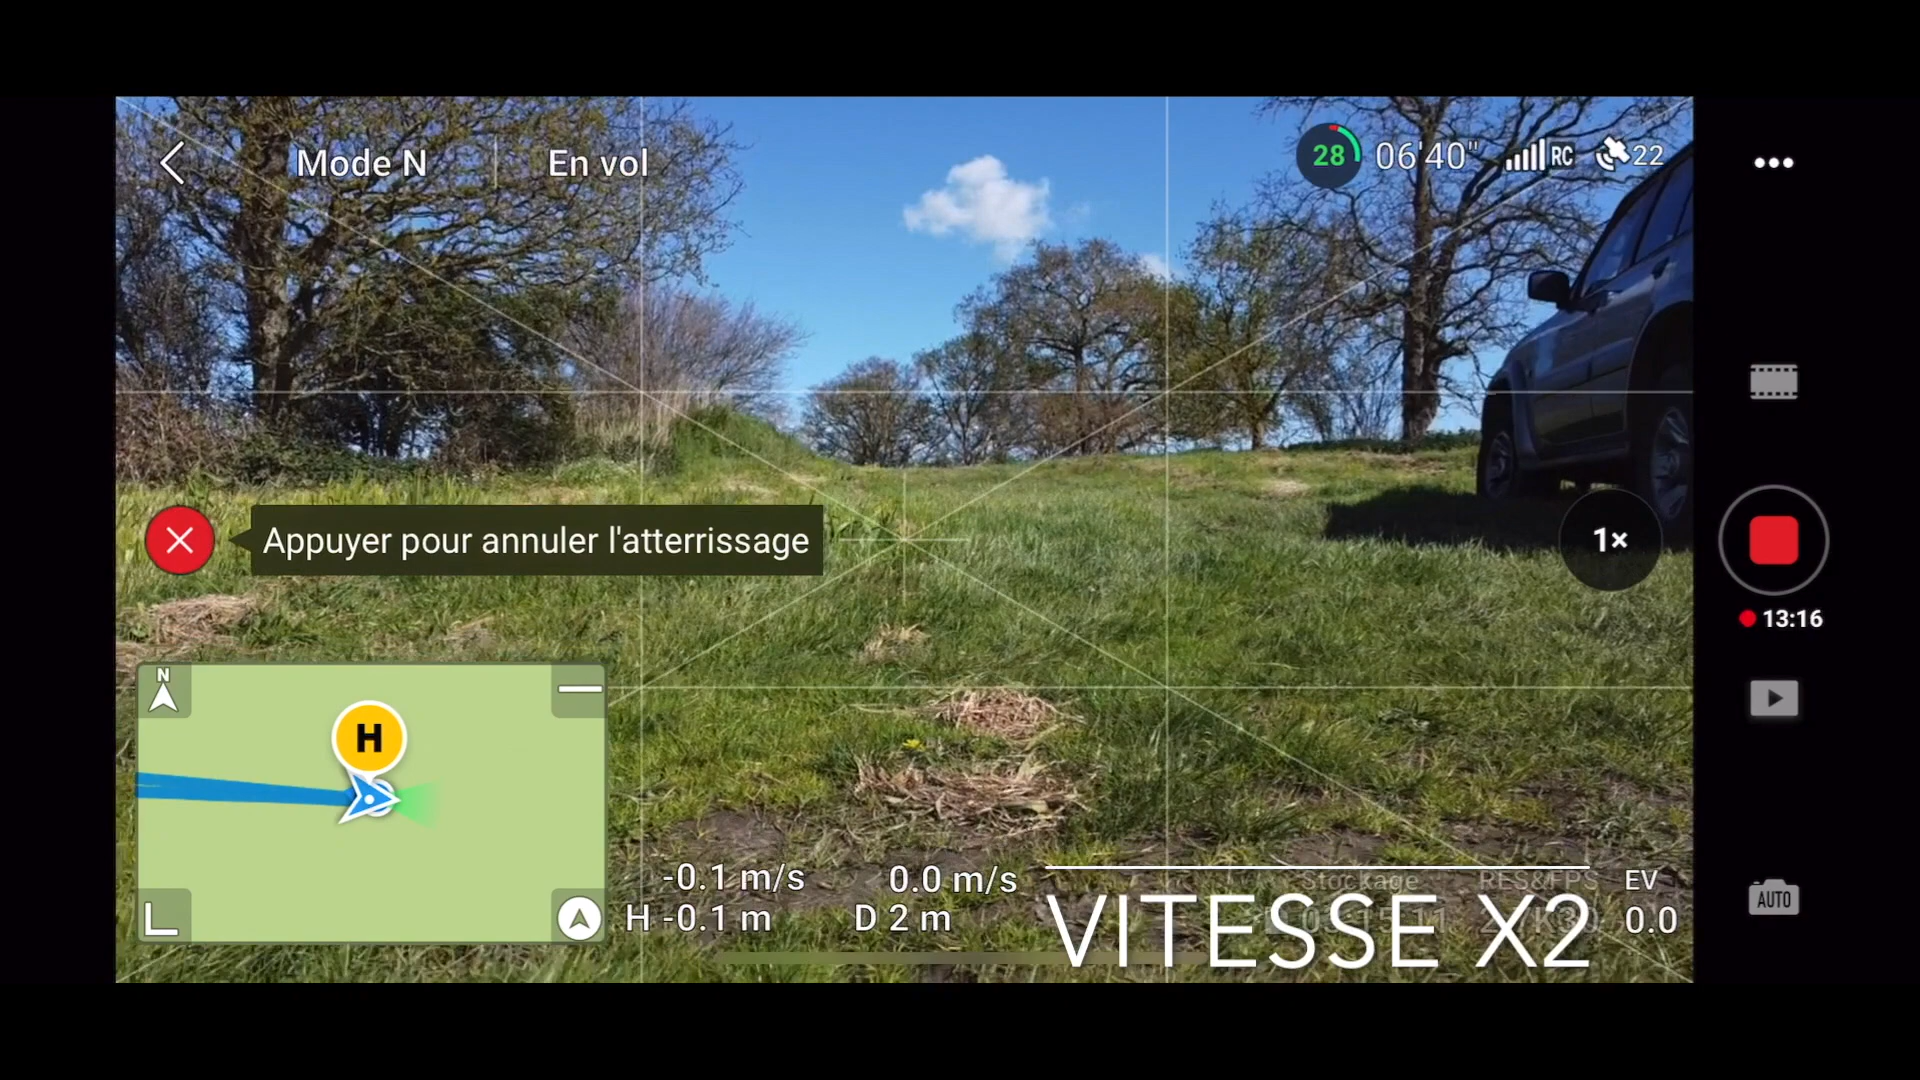 Mode N
En vol
28
06'40"
RC
22
Appuyer pour annuler l'atterrissage
1×
13:16
N
H
-0.1 m/s
0.0 m/s
H -0.1 m
D 2 m
Stockage
RES&FPS
EV
0.0
VITESSE X2
AUTO